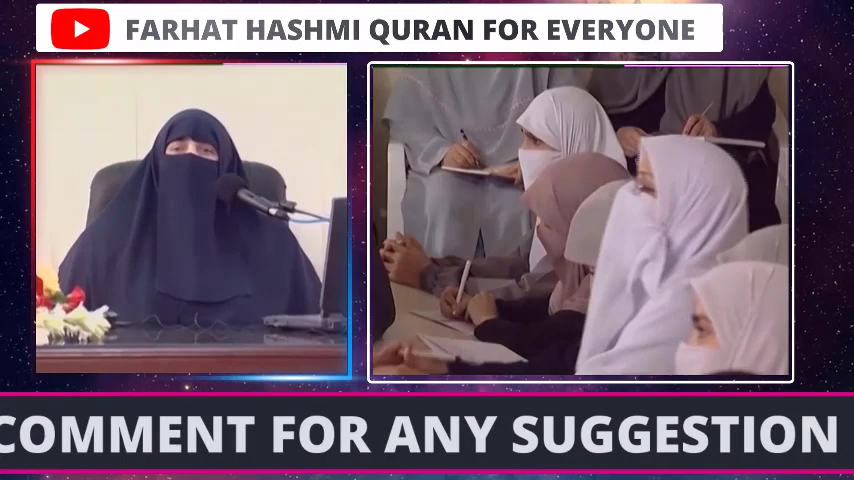 FARHAT HASHMI QURAN FOR EVERYONE
COMMENT FOR ANY SUGGESTION